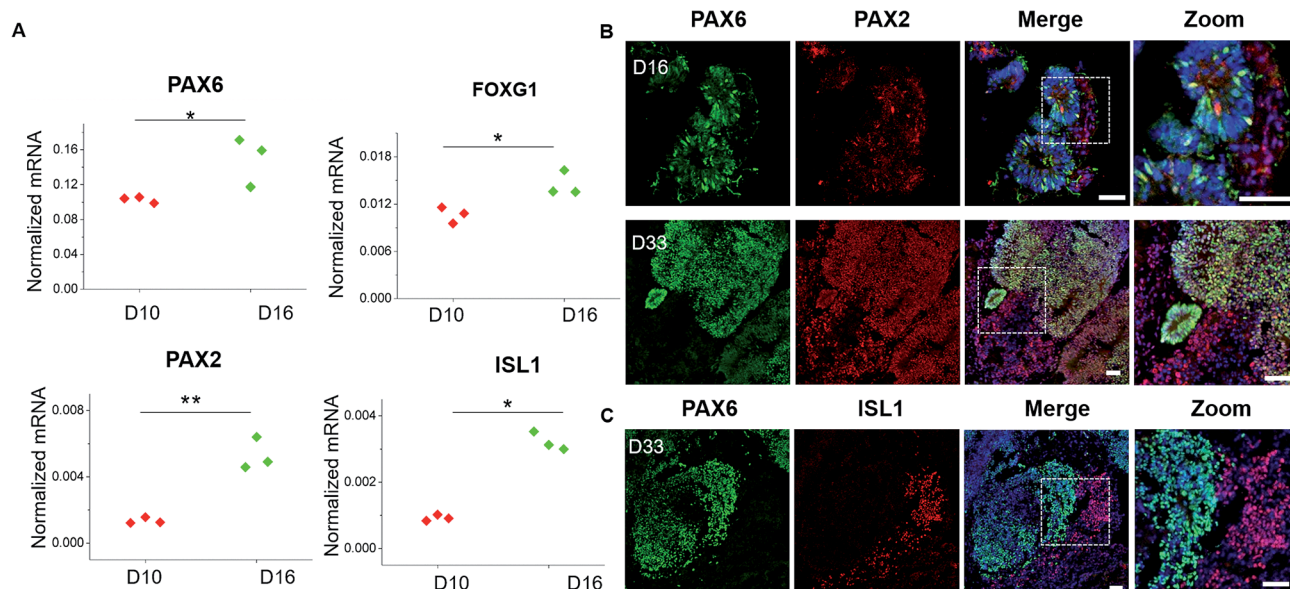 A
PAX6
*
Normalized mRNA
0.16
0.12
0.08
0.04
0.00
D10 D16
FOXG1
*
Normalized mRNA
0.018
0.012
0.006
0.000
D10 D16
PAX2
**
Normalized mRNA
0.008
0.004
0.000
D10 D16
ISL1
*
Normalized mRNA
0.004
0.002
0.000
D10 D16
B
PAX6 PAX2 Merge Zoom
D16
D33
C
PAX6 ISL1 Merge Zoom
D33